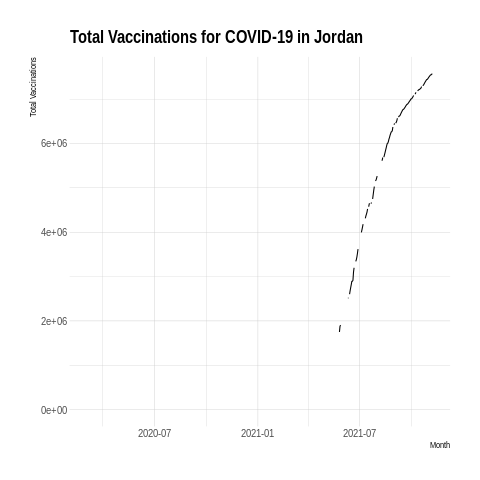 Total Vaccinations for COVID-19 in Jordan
Total Vaccinations
6e+06
4e+06
2e+06
0e+00
2020-07 2021-01 2021-07
Month